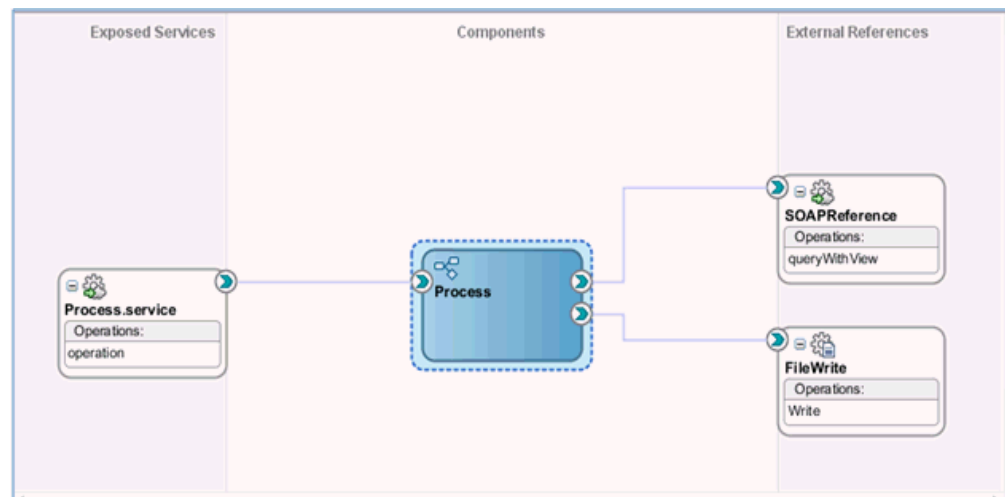 Exposed Services
Components
External References
SOAPReference
Operations:
queryWithView
Process
Process.service
Operations:
operation
FileWrite
Operations:
Write